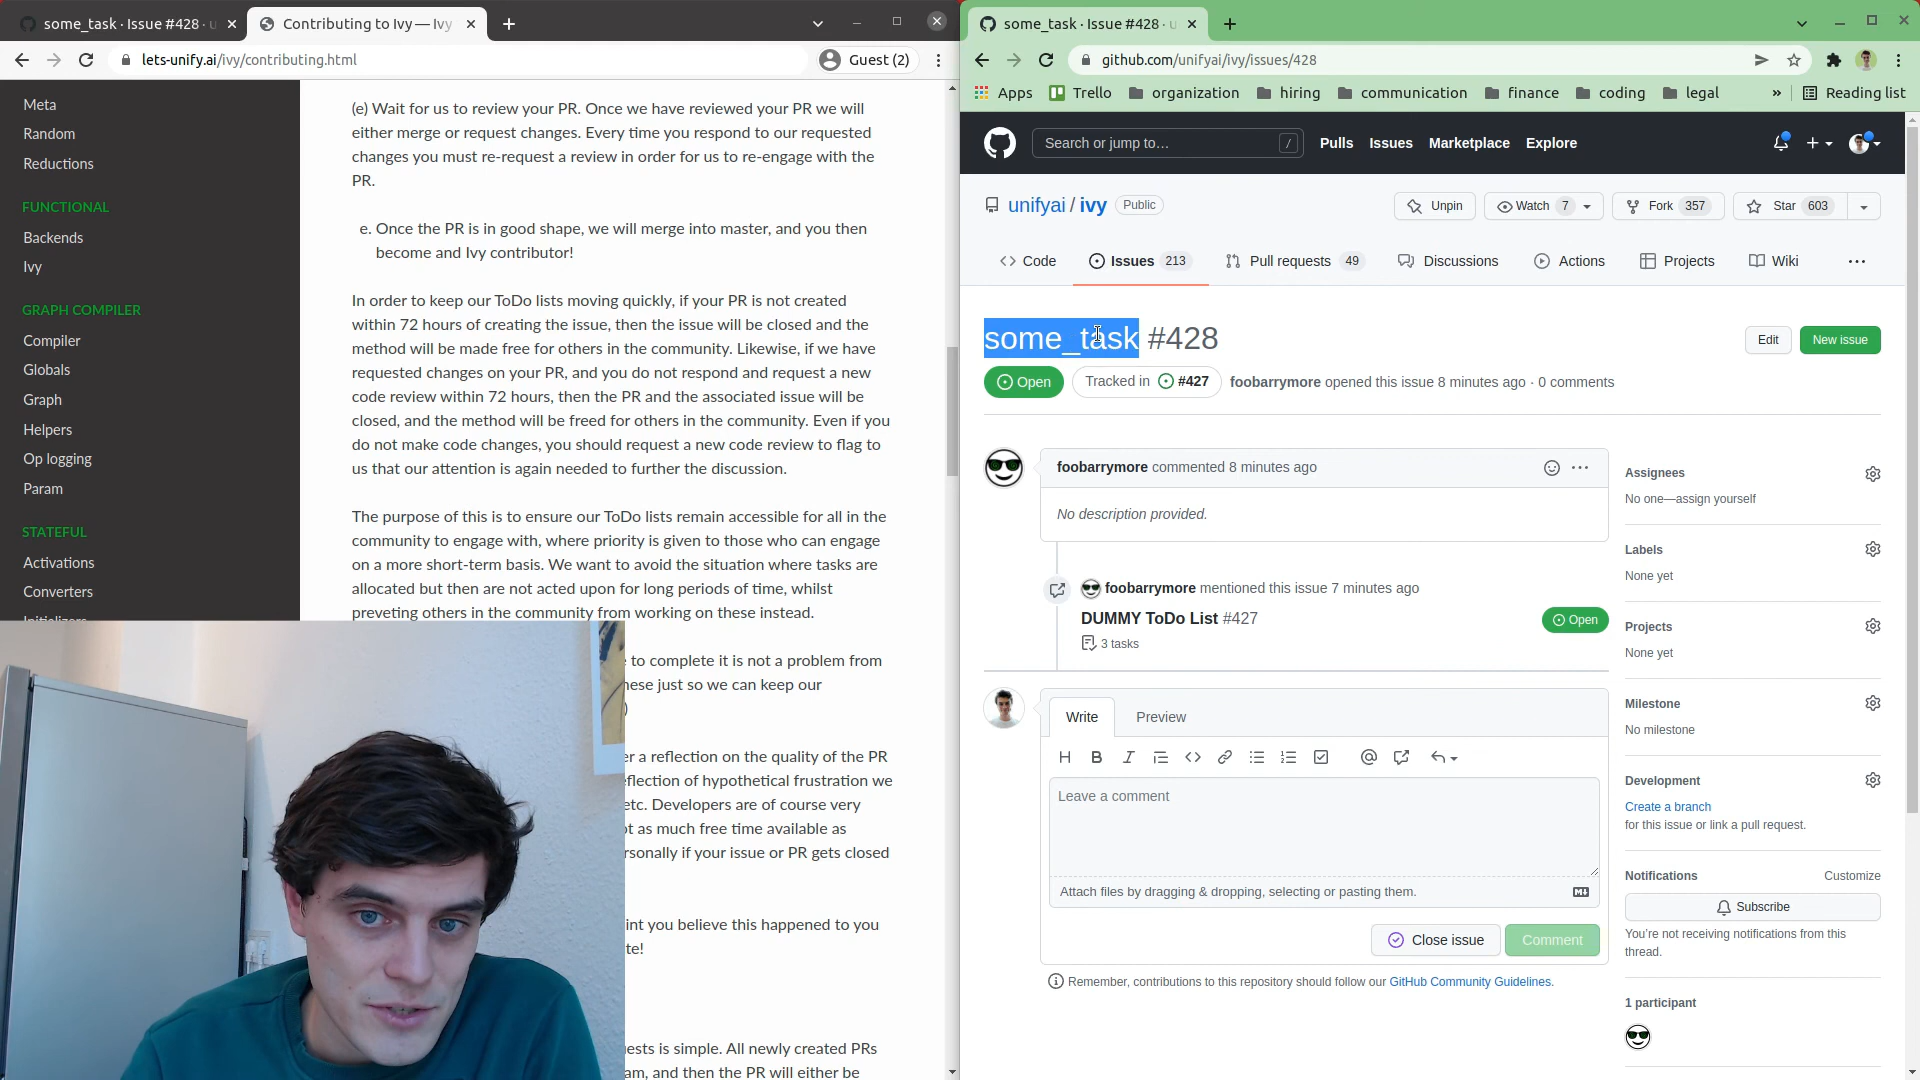 some_task · Issue #428 · u
Contributing to Ivy — Ivy
lets-unify.ai/ivy/contributing.html
Guest (2)
Meta
Random
Reductions
FUNCTIONAL
Backends
Ivy
GRAPH COMPILER
Compiler
Globals
Graph
Helpers
Op logging
Param
STATEFUL
Activations
Converters
(e) Wait for us to review your PR. Once we have reviewed your PR we will
either merge or request changes. Every time you respond to our requested
changes you must re-request a review in order for us to re-engage with the
PR.
e. Once the PR is in good shape, we will merge into master, and you then
become and Ivy contributor!
In order to keep our ToDo lists moving quickly, if your PR is not created
within 72 hours of creating the issue, then the issue will be closed and the
method will be made free for others in the community. Likewise, if we have
requested changes on your PR, and you do not respond and request a new
code review within 72 hours, then the PR and the associated issue will be
closed, and the method will be freed for others in the community. Even if you
do not make code changes, you should request a new code review to flag to
us that our attention is again needed to further the discussion.
The purpose of this is to ensure our ToDo lists remain accessible for all in the
community to engage with, where priority is given to those who can engage
on a more short-term basis. We want to avoid the situation where tasks are
allocated but then are not acted upon for long periods of time, whilst
preveting others in the community from working on these instead.
to complete it is not a problem from
nese just so we can keep our
)
er a reflection on the quality of the PR
eflection of hypothetical frustration we
etc. Developers are of course very
ot as much free time available as
rsonally if your issue or PR gets closed
int you believe this happened to you
te!
ests is simple. All newly created PRs
am, and then the PR will either be
some_task · Issue #428 · u
github.com/unifyai/ivy/issues/428
Apps Trello organization hiring communication finance coding legal » Reading list
Search or jump to... /
Pulls Issues Marketplace Explore
unifyai / ivy Public
Unpin Watch 7 Fork 357 Star 603
Code Issues 213 Pull requests 49 Discussions Actions Projects Wiki
some_task #428
Edit New issue
Open Tracked in #427 foobarrymore opened this issue 8 minutes ago · 0 comments
foobarrymore commented 8 minutes ago
No description provided.
foobarrymore mentioned this issue 7 minutes ago
DUMMY ToDo List #427
Open
3 tasks
Write Preview
Leave a comment
Attach files by dragging & dropping, selecting or pasting them.
Close issue Comment
Remember, contributions to this repository should follow our GitHub Community Guidelines.
Assignees
No one—assign yourself
Labels
None yet
Projects
None yet
Milestone
No milestone
Development
Create a branch
for this issue or link a pull request.
Notifications Customize
Subscribe
You're not receiving notifications from this
thread.
1 participant